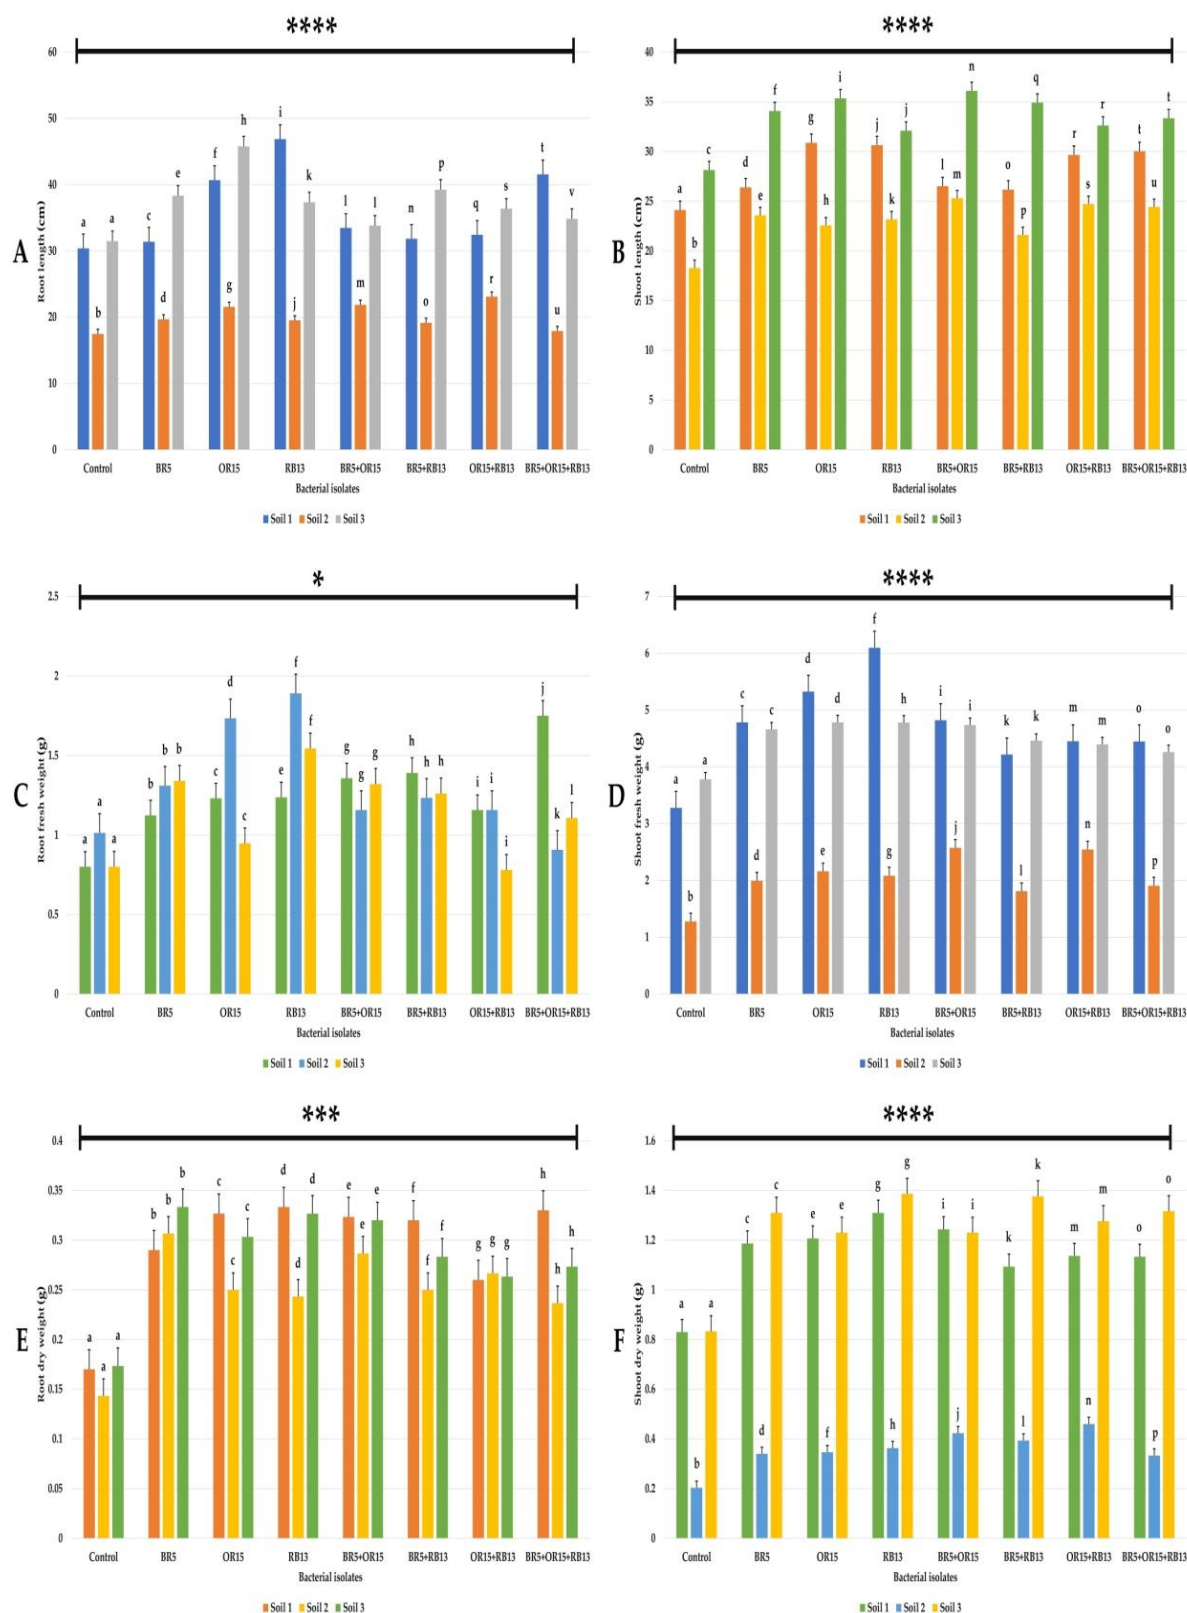 ****
60
50
40
30
20
10
0
a
b
a
c
d
e
f
g
h
i
j
k
l
m
l
n
o
p
q
r
s
t
u
v
A
Root length (cm)
Control BR5 OR15 RB13 BR5+OR15 BR5+RB13 OR15+RB13 BR5+OR15+RB13
Bacterial isolates
Soil 1 Soil 2 Soil 3
****
40
35
30
25
20
15
10
5
0
a
b
c
d
e
f
g
h
i
j
k
j
l
m
n
o
p
q
r
s
r
t
u
t
B
Shoot length (cm)
Control BR5 OR15 RB13 BR5+OR15 BR5+RB13 OR15+RB13 BR5+OR15+RB13
Bacterial isolates
Soil 1 Soil 2 Soil 3
*
2.5
2
1.5
1
0.5
0
a
a
a
b
b
b
c
d
c
e
f
f
g
g
g
h
h
h
i
i
i
j
k
l
C
Root fresh weight (g)
Control BR5 OR15 RB13 BR5+OR15 BR5+RB13 OR15+RB13 BR5+OR15+RB13
Bacterial isolates
Soil 1 Soil 2 Soil 3
****
7
6
5
4
3
2
1
0
a
b
a
c
d
c
d
e
d
f
g
h
i
j
i
k
l
k
m
n
m
o
p
o
D
Shoot fresh weight (g)
Control BR5 OR15 RB13 BR5+OR15 BR5+RB13 OR15+RB13 BR5+OR15+RB13
Bacterial isolates
Soil 1 Soil 2 Soil 3
***
0.4
0.35
0.3
0.25
0.2
0.15
0.1
0.05
0
a
a
a
b
b
b
c
c
c
d
d
d
e
e
e
f
f
f
g
g
g
h
h
h
E
Root dry weight (g)
Control BR5 OR15 RB13 BR5+OR15 BR5+RB13 OR15+RB13 BR5+OR15+RB13
Bacterial isolates
Soil 1 Soil 2 Soil 3
****
1.6
1.4
1.2
1
0.8
0.6
0.4
0.2
0
a
b
a
c
d
c
e
f
e
g
h
g
i
j
i
k
l
k
m
n
m
o
p
o
F
Shoot dry weight (g)
Control BR5 OR15 RB13 BR5+OR15 BR5+RB13 OR15+RB13 BR5+OR15+RB13
Bacterial isolates
Soil 1 Soil 2 Soil 3